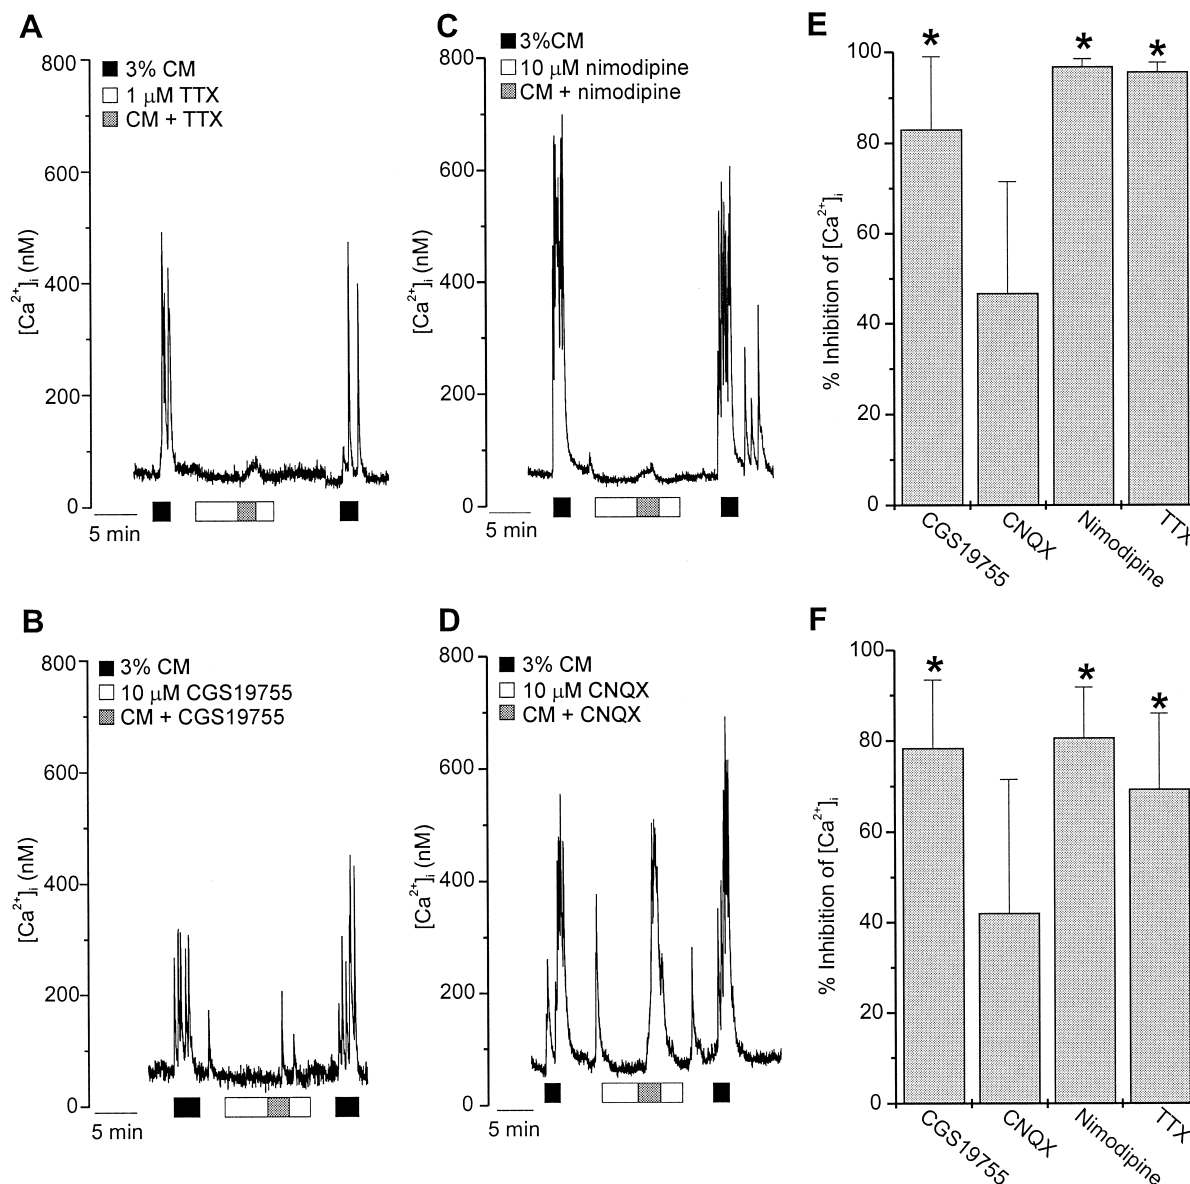 A
3% CM
1 µM TTX
CM + TTX
800
600
400
200
0
[Ca2+]i (nM)
5 min
C
3%CM
10 µM nimodipine
CM + nimodipine
800
600
400
200
0
[Ca2+]i (nM)
5 min
E
* * *
100
80
60
40
20
0
% Inhibition of [Ca2+]i
CGS19755
CNQX
Nimodipine
TTX
B
3% CM
10 µM CGS19755
CM + CGS19755
800
600
400
200
0
[Ca2+]i (nM)
5 min
D
3% CM
10 µM CNQX
CM + CNQX
800
600
400
200
0
[Ca2+]i (nM)
5 min
F
* * *
100
80
60
40
20
0
% Inhibition of [Ca2+]i
CGS19755
CNQX
Nimodipine
TTX